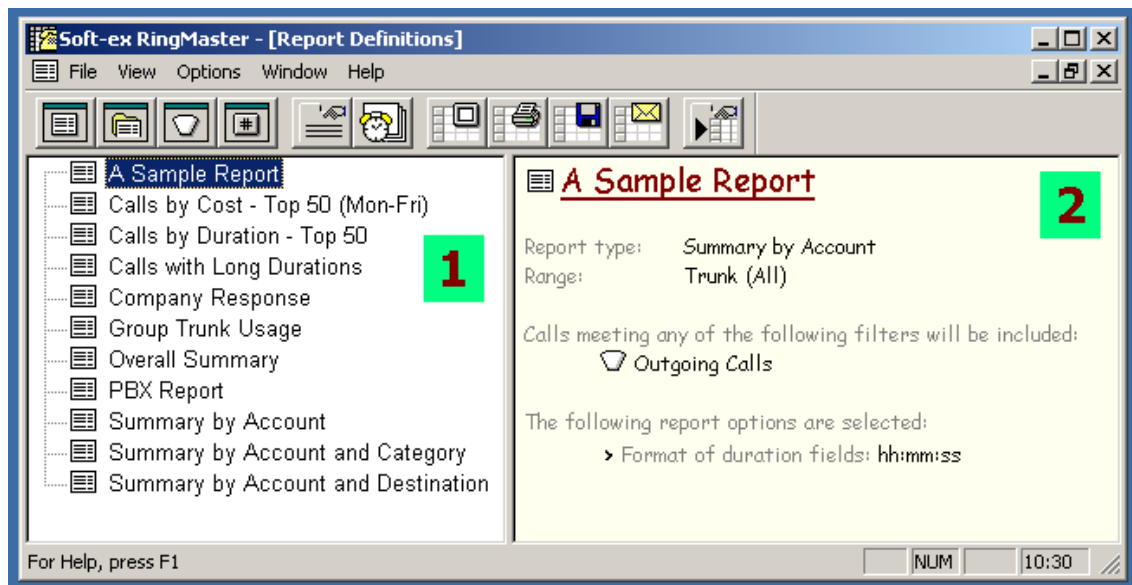 Soft-ex RingMaster - [Report Definitions]
File View Options Window Help
A Sample Report
Calls by Cost - Top 50 (Mon-Fri)
Calls by Duration - Top 50
Calls with Long Durations
Company Response
Group Trunk Usage
Overall Summary
PBX Report
Summary by Account
Summary by Account and Category
Summary by Account and Destination
1
A Sample Report
2
Report type: Summary by Account
Range: Trunk (All)
Calls meeting any of the following filters will be included:
Outgoing Calls
The following report options are selected:
> Format of duration fields: hh:mm:ss
For Help, press F1
NUM
10:30